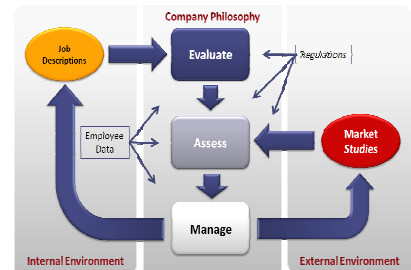 Company Philosophy
Job
Descriptions
Evaluate
Regulations
Employee
Data
Assess
Market
Studies
Manage
Internal Environment
External Environment